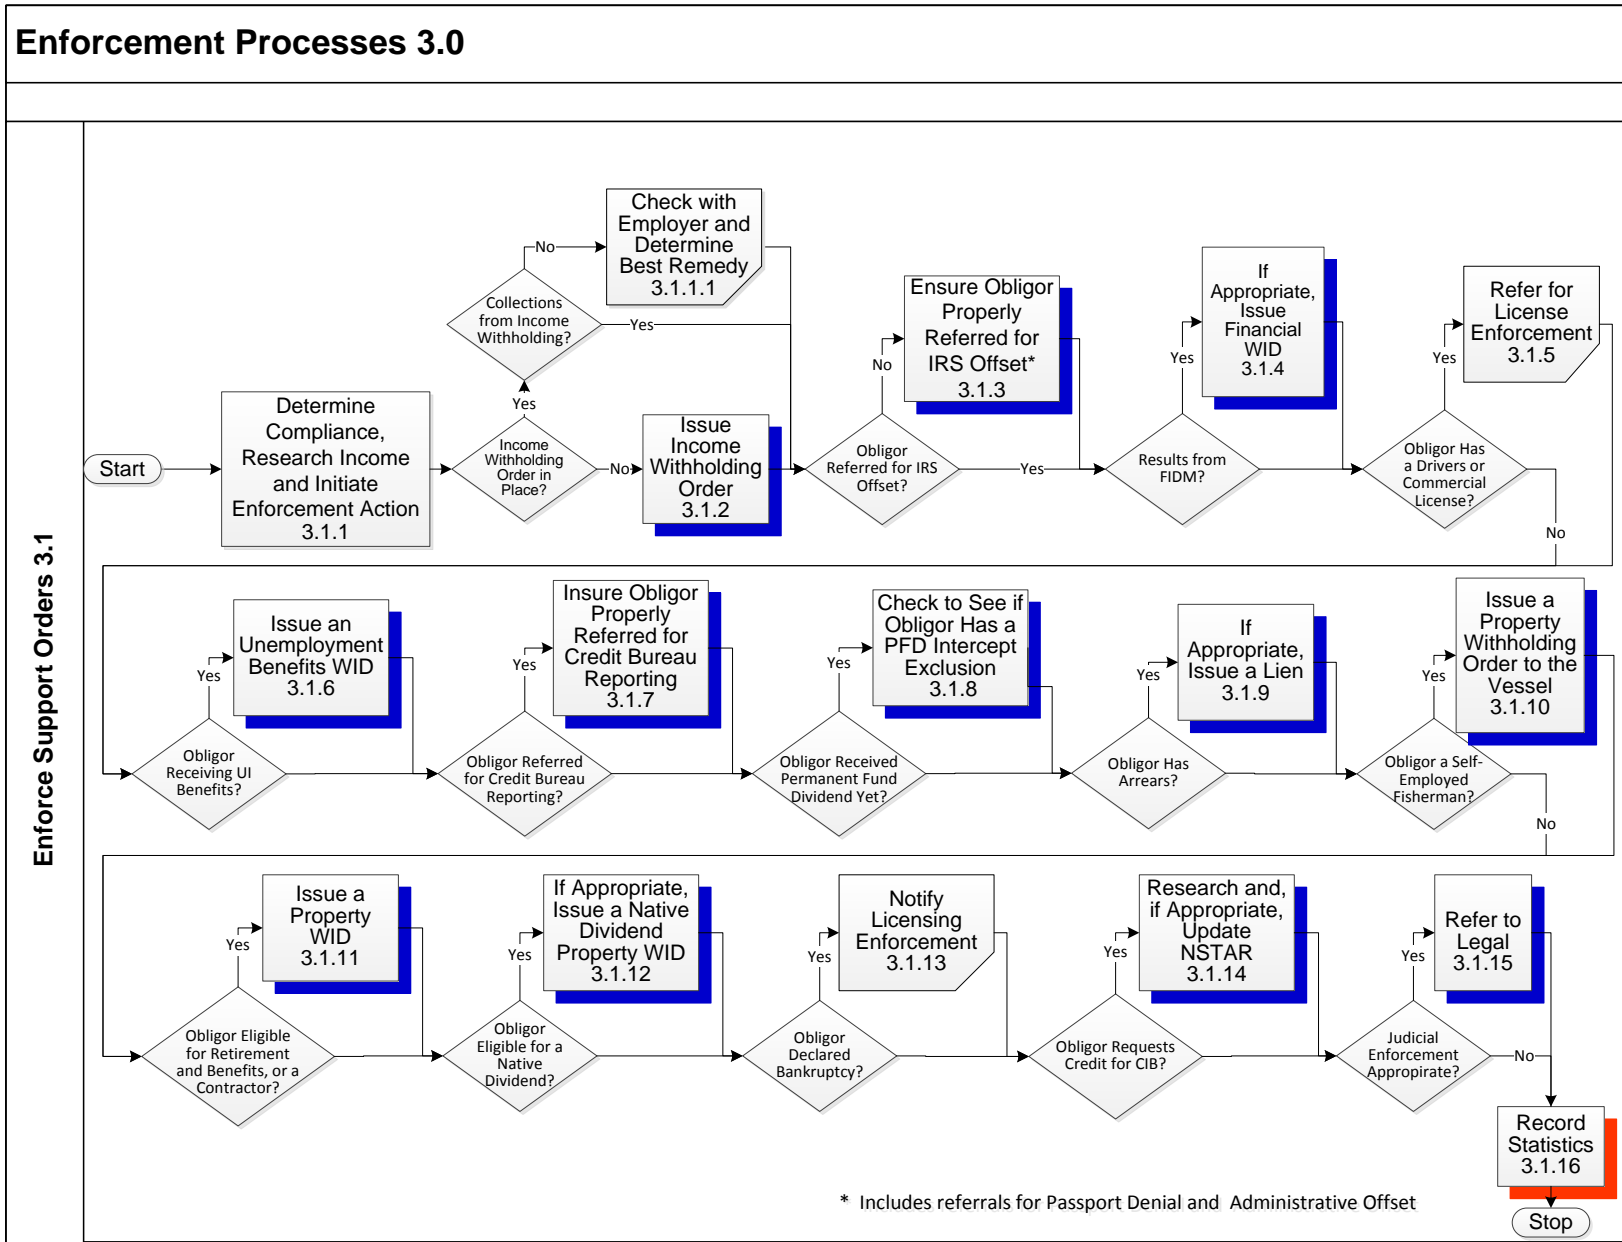 Enforcement Processes 3.0
Enforce Support Orders 3.1
Start
Determine
Compliance,
Research Income
and Initiate
Enforcement Action
3.1.1
Income
Withholding
Order in
Place?
Yes
No
Collections
from Income
Withholding?
No
Yes
Check with
Employer and
Determine
Best Remedy
3.1.1.1
Issue
Income
Withholding
Order
3.1.2
Obligor
Referred for IRS
Offset?
No
Yes
Ensure Obligor
Properly
Referred for
IRS Offset*
3.1.3
Results from
FIDM?
Yes
If
Appropriate,
Issue
Financial
WID
3.1.4
Obligor Has
a Drivers or
Commercial
License?
Yes
No
Refer for
License
Enforcement
3.1.5
Obligor
Receiving UI
Benefits?
Yes
Issue an
Unemployment
Benefits WID
3.1.6
Obligor Referred
for Credit Bureau
Reporting?
Yes
Insure Obligor
Properly
Referred for
Credit Bureau
Reporting
3.1.7
Obligor Received
Permanent Fund
Dividend Yet?
Yes
Check to See if
Obligor Has a
PFD Intercept
Exclusion
3.1.8
Obligor Has
Arrears?
Yes
If
Appropriate,
Issue a Lien
3.1.9
Obligor a Self-
Employed
Fisherman?
Yes
No
Issue a
Property
Withholding
Order to the
Vessel
3.1.10
Obligor Eligible
for Retirement
and Benefits, or a
Contractor?
Yes
Issue a
Property
WID
3.1.11
Obligor
Eligible for a
Native
Dividend?
Yes
If Appropriate,
Issue a Native
Dividend
Property WID
3.1.12
Obligor
Declared
Bankruptcy?
Yes
Notify
Licensing
Enforcement
3.1.13
Obligor Requests
Credit for CIB?
Yes
Research and,
if Appropriate,
Update
NSTAR
3.1.14
Judicial
Enforcement
Appropirate?
Yes
No
Refer to
Legal
3.1.15
Record
Statistics
3.1.16
Stop
* Includes referrals for Passport Denial and Administrative Offset